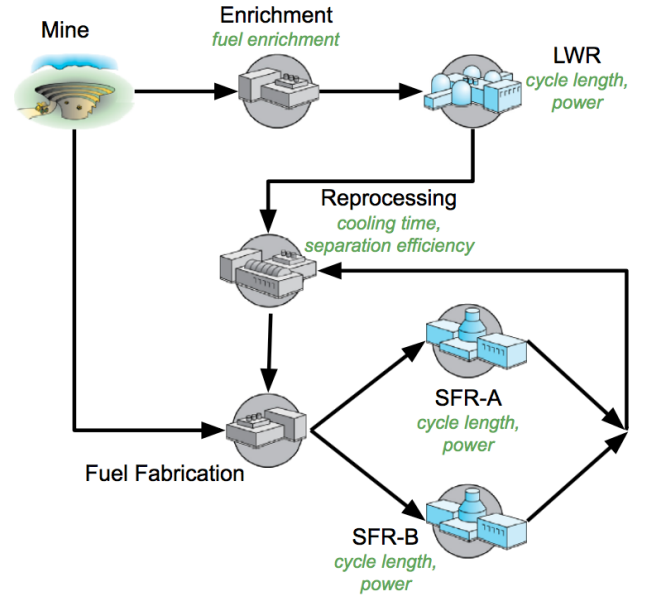 Mine
Enrichment
fuel enrichment
LWR
cycle length,
power
Reprocessing
cooling time,
separation efficiency
SFR-A
cycle length,
power
Fuel Fabrication
SFR-B
cycle length,
power